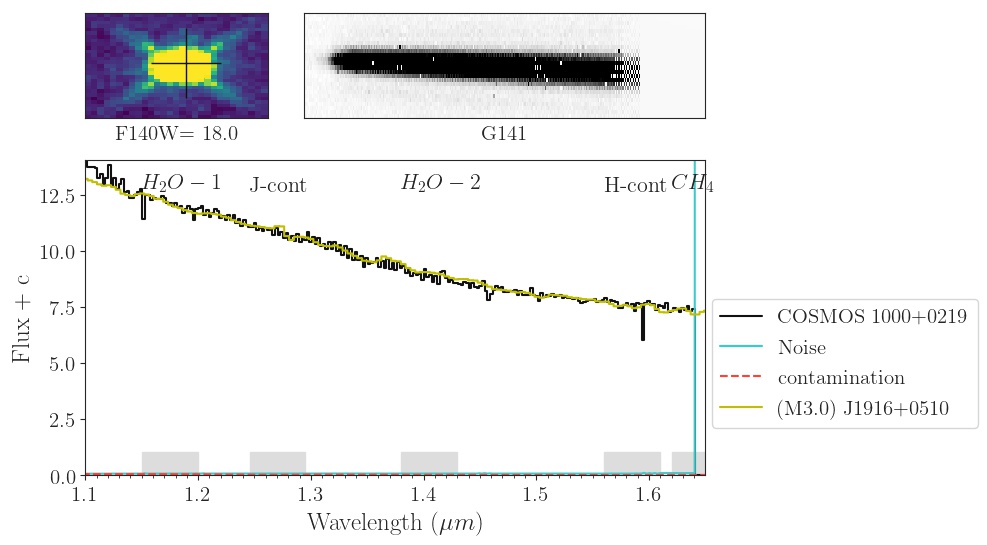 F140W= 18.0
G141
H₂O − 1
J-cont
H₂O − 2
H-cont
CH₄
12.5
10.0
7.5
5.0
2.5
0.0
Flux + c
1.1
1.2
1.3
1.4
1.5
1.6
Wavelength (μm)
COSMOS 1000+0219
Noise
contamination
(M3.0) J1916+0510